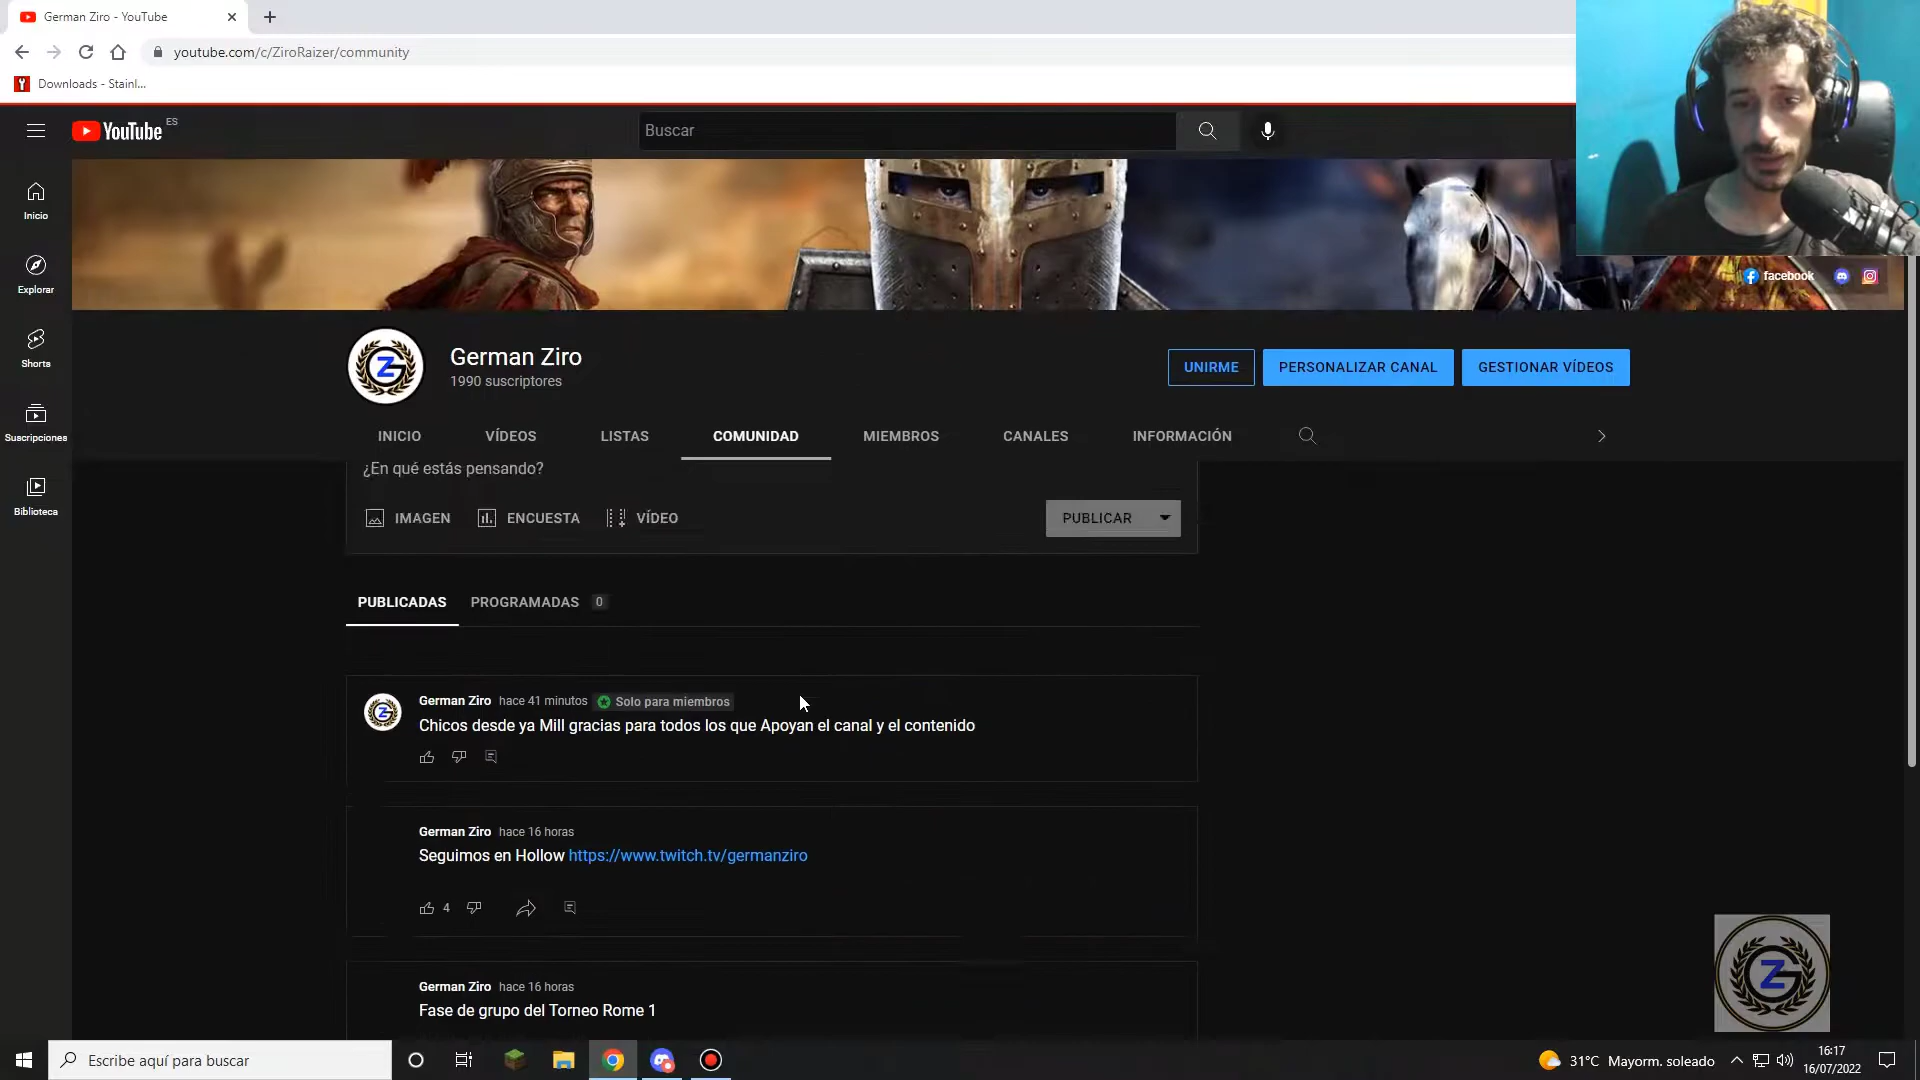 German Ziro - YouTube
youtube.com/c/ZiroRaizer/community
Downloads - Stainl...
YouTube ES
Buscar
Inicio
Explorar
Shorts
Suscripciones
Biblioteca
facebook
German Ziro
1990 suscriptores
UNIRME
PERSONALIZAR CANAL
GESTIONAR VÍDEOS
INICIO
VÍDEOS
LISTAS
COMUNIDAD
MIEMBROS
CANALES
INFORMACIÓN
¿En qué estás pensando?
IMAGEN
ENCUESTA
VÍDEO
PUBLICAR
PUBLICADAS
PROGRAMADAS 0
German Ziro hace 41 minutos Solo para miembros
Chicos desde ya Mill gracias para todos los que Apoyan el canal y el contenido
German Ziro hace 16 horas
Seguimos en Hollow https://www.twitch.tv/germanziro
4
German Ziro hace 16 horas
Fase de grupo del Torneo Rome 1
Escribe aquí para buscar
31°C Mayorm. soleado
16:17
16/07/2022